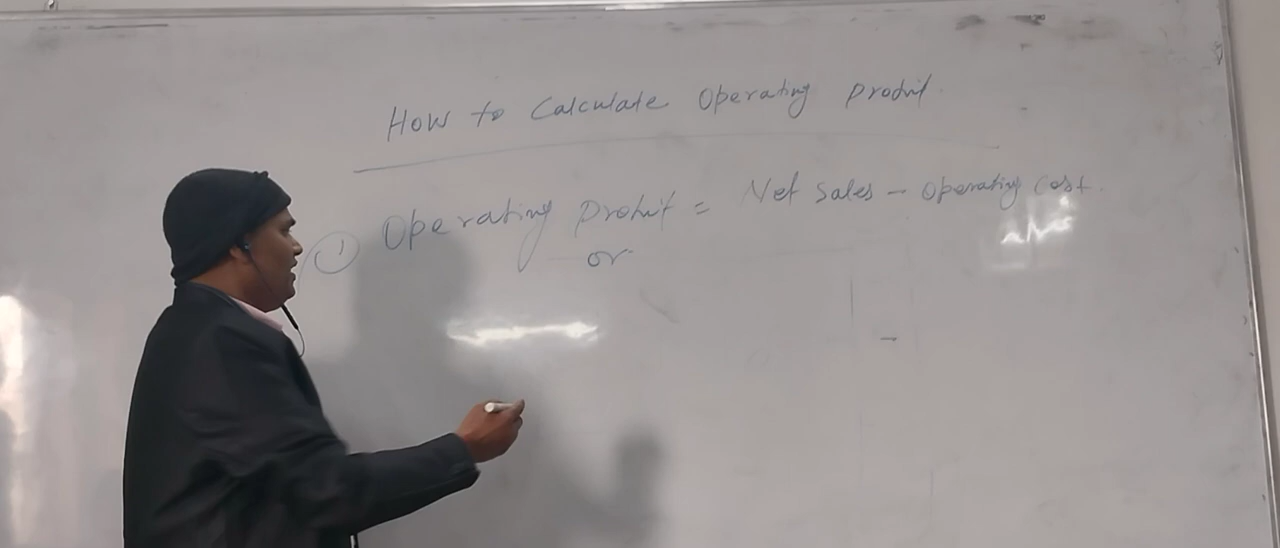 How to Calculate Operating profit
① Operating profit = Net sales - operating cost.
or